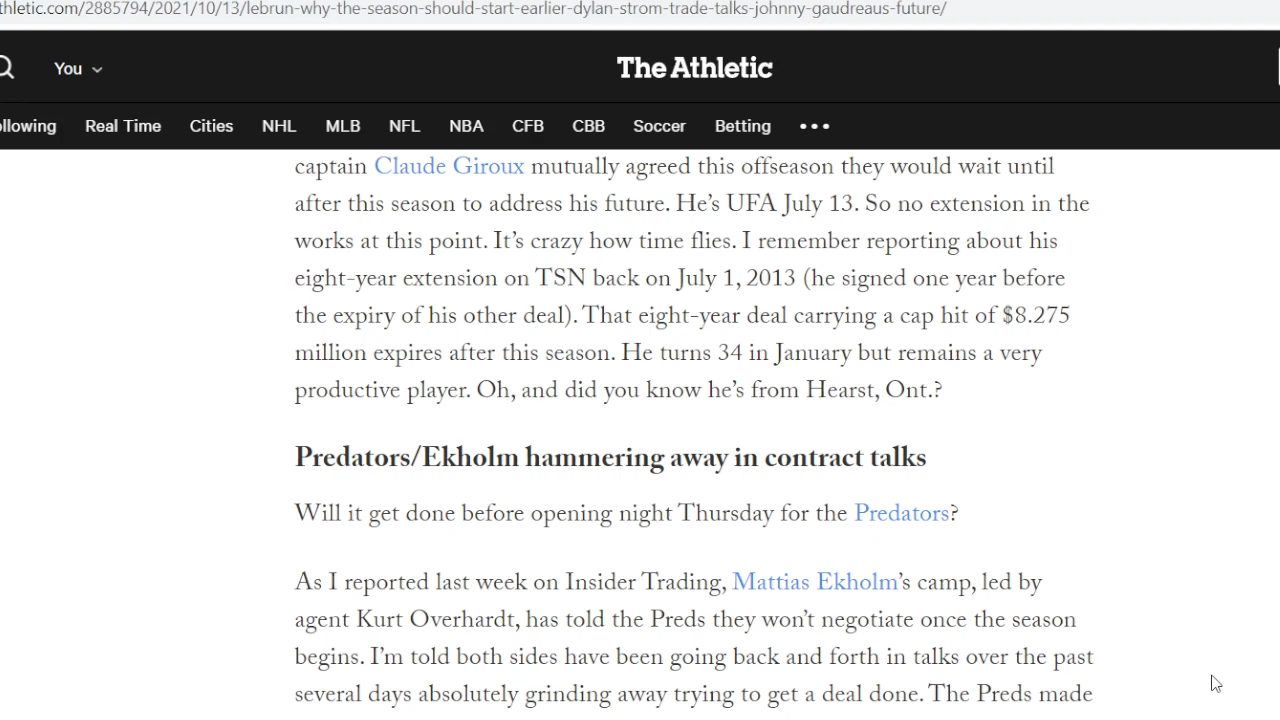 thletic.com/2885794/2021/10/13/lebrun-why-the-season-should-start-earlier-dylan-strom-trade-talks-johnny-gaudreaus-future/
You
The Athletic
ollowing Real Time Cities NHL MLB NFL NBA CFB CBB Soccer Betting •••
captain Claude Giroux mutually agreed this offseason they would wait until
after this season to address his future. He’s UFA July 13. So no extension in the
works at this point. It’s crazy how time flies. I remember reporting about his
eight-year extension on TSN back on July 1, 2013 (he signed one year before
the expiry of his other deal). That eight-year deal carrying a cap hit of $8.275
million expires after this season. He turns 34 in January but remains a very
productive player. Oh, and did you know he’s from Hearst, Ont.?
Predators/Ekholm hammering away in contract talks
Will it get done before opening night Thursday for the Predators?
As I reported last week on Insider Trading, Mattias Ekholm’s camp, led by
agent Kurt Overhardt, has told the Preds they won’t negotiate once the season
begins. I’m told both sides have been going back and forth in talks over the past
several days absolutely grinding away trying to get a deal done. The Preds made